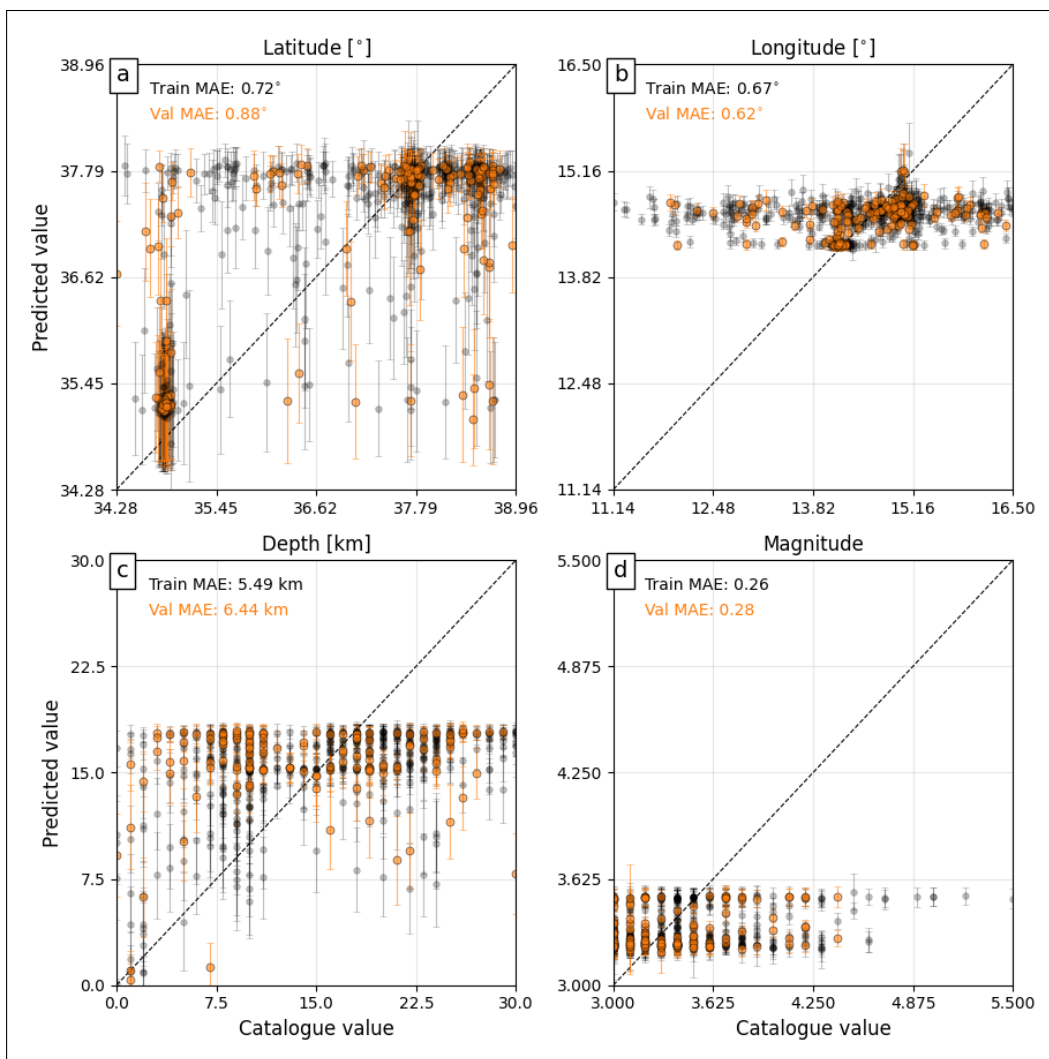 Latitude [°]
a
Train MAE: 0.72°
Val MAE: 0.88°
38.96
37.79
36.62
35.45
34.28
34.28 35.45 36.62 37.79 38.96
Predicted value
Longitude [°]
b
Train MAE: 0.67°
Val MAE: 0.62°
16.50
15.16
13.82
12.48
11.14
11.14 12.48 13.82 15.16 16.50
Depth [km]
c
Train MAE: 5.49 km
Val MAE: 6.44 km
30.0
22.5
15.0
7.5
0.0
0.0 7.5 15.0 22.5 30.0
Predicted value
Catalogue value
Magnitude
d
Train MAE: 0.26
Val MAE: 0.28
5.500
4.875
4.250
3.625
3.000
3.000 3.625 4.250 4.875 5.500
Catalogue value